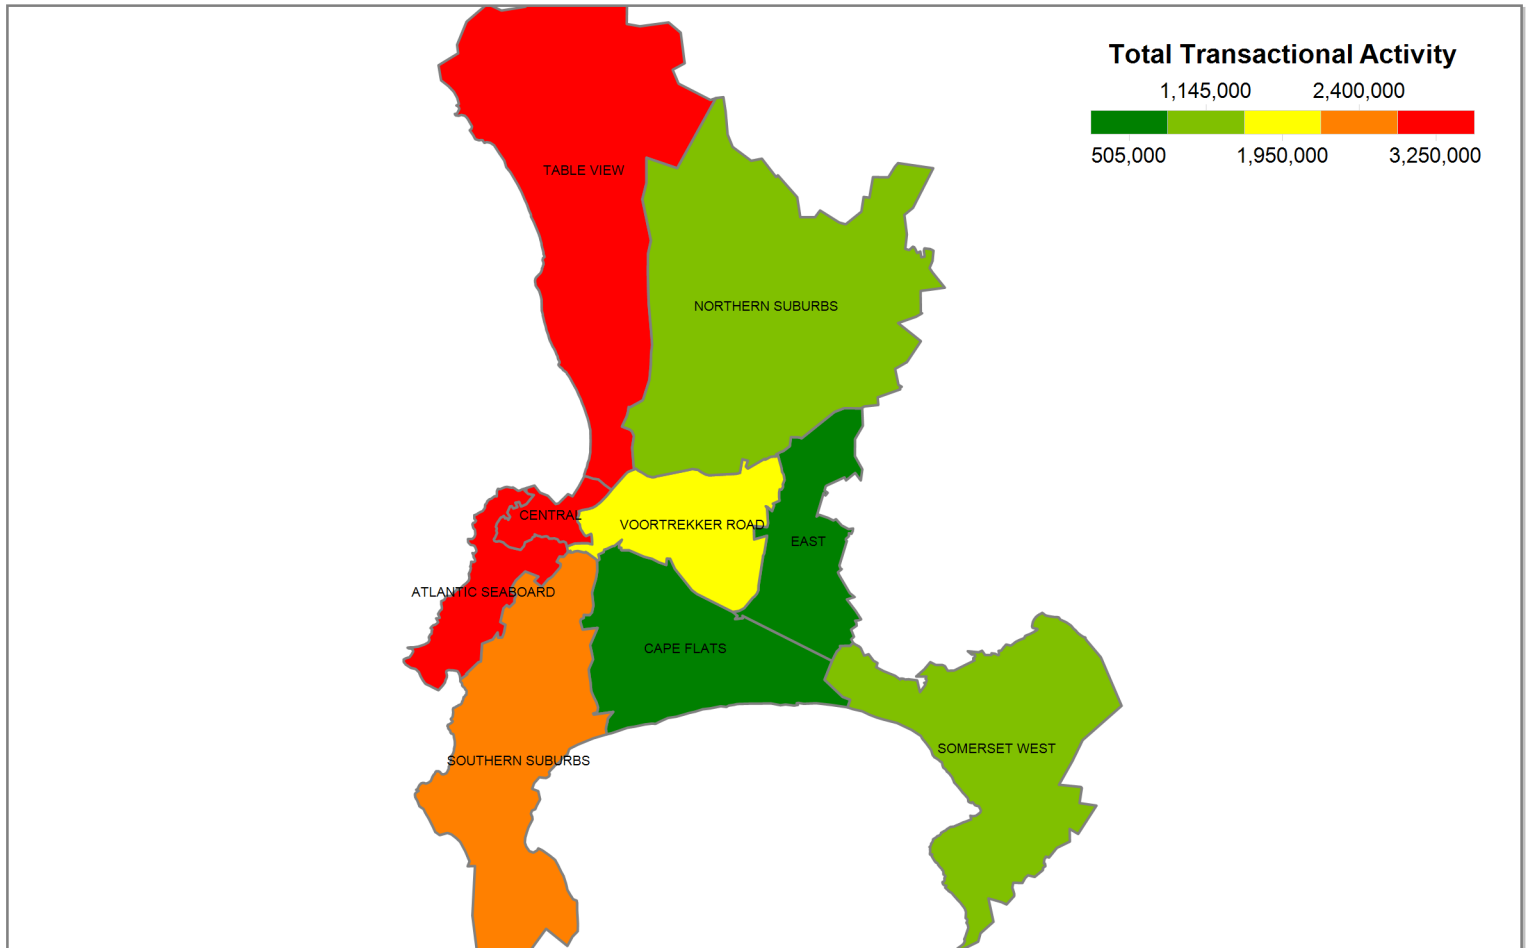 Total Transactional Activity
1,145,000 2,400,000
505,000 1,950,000 3,250,000
TABLE VIEW
NORTHERN SUBURBS
CENTRAL
VOORTREKKER ROAD
EAST
ATLANTIC SEABOARD
CAPE FLATS
SOMERSET WEST
SOUTHERN SUBURBS